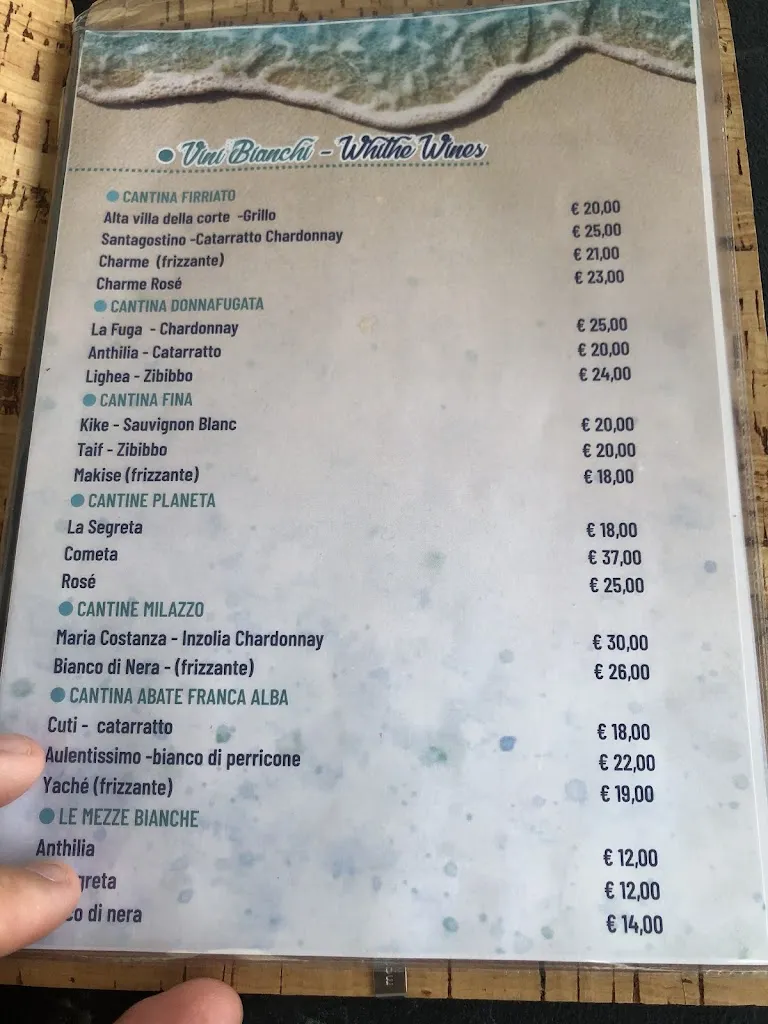 Vini Bianchi - Whithe Wines
CANTINA FIRRIATO
Alta villa della corte -Grillo € 20,00
Santagostino -Catarratto Chardonnay € 25,00
Charme (frizzante) € 21,00
Charme Rosé € 23,00
CANTINA DONNAFUGATA
La Fuga - Chardonnay € 25,00
Anthilia - Catarratto € 20,00
Lighea - Zibibbo € 24,00
CANTINA FINA
Kike - Sauvignon Blanc € 20,00
Taif - Zibibbo € 20,00
Makise (frizzante) € 18,00
CANTINE PLANETA
La Segreta € 18,00
Cometa € 37,00
Rosé € 25,00
CANTINE MILAZZO
Maria Costanza - Inzolia Chardonnay € 30,00
Bianco di Nera - (frizzante) € 26,00
CANTINA ABATE FRANCA ALBA
Cuti - catarratto € 18,00
Aulentissimo -bianco di perricone € 22,00
Yaché (frizzante) € 19,00
LE MEZZE BIANCHE
Anthilia € 12,00
greta € 12,00
o di nera € 14,00